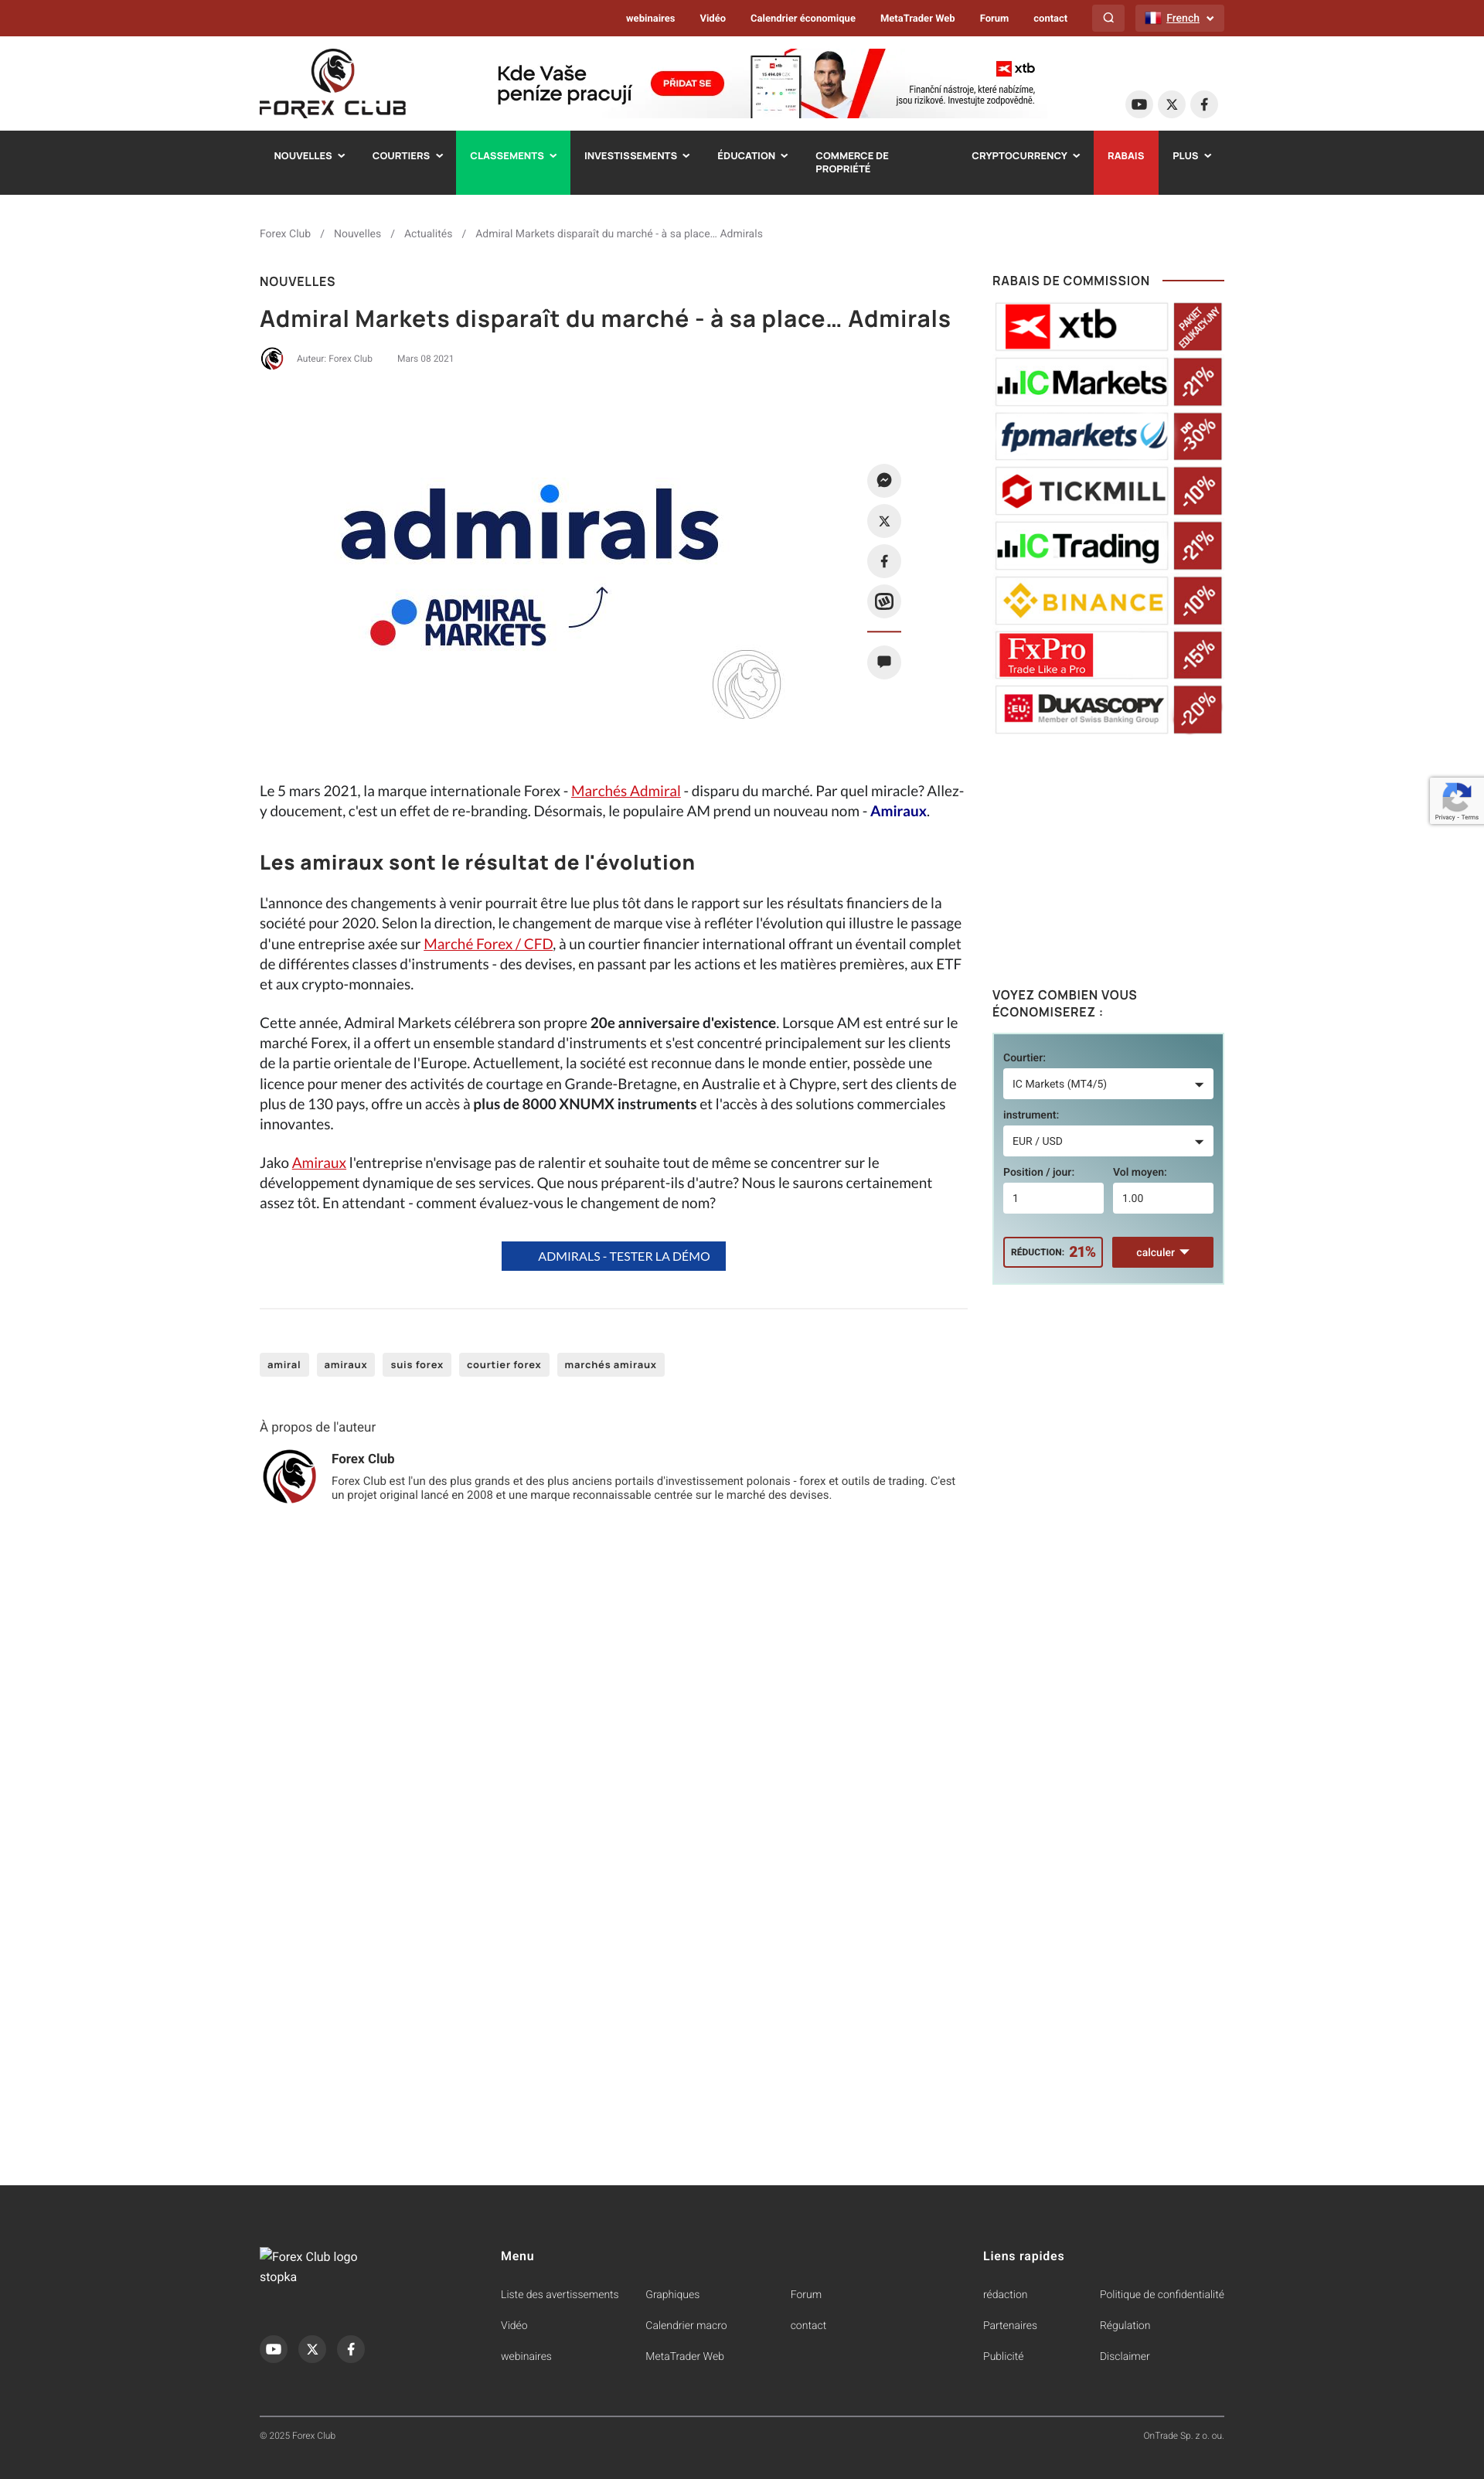 webinaires Vidéo Calendrier économique MetaTrader Web Forum contact French
FOREX CLUB
Kde Vaše
peníze pracují
PŘIDAT SE
xtb
Finanční nástroje, které nabízíme,
jsou rizikové. Investujte zodpovědně.
NOUVELLES COURTIERS CLASSEMENTS INVESTISSEMENTS ÉDUCATION COMMERCE DE PROPRIÉTÉ CRYPTOCURRENCY RABAIS PLUS
Forex Club / Nouvelles / Actualités / Admiral Markets disparaît du marché - à sa place… Admirals
NOUVELLES
Admiral Markets disparaît du marché - à sa place… Admirals
Auteur: Forex Club Mars 08 2021
admirals
ADMIRAL
MARKETS
Le 5 mars 2021, la marque internationale Forex - Marchés Admiral - disparu du marché. Par quel miracle? Allez-
y doucement, c'est un effet de re-branding. Désormais, le populaire AM prend un nouveau nom - Amiraux.
Les amiraux sont le résultat de l'évolution
L'annonce des changements à venir pourrait être lue plus tôt dans le rapport sur les résultats financiers de la
société pour 2020. Selon la direction, le changement de marque vise à refléter l'évolution qui illustre le passage
d'une entreprise axée sur Marché Forex / CFD, à un courtier financier international offrant un éventail complet
de différentes classes d'instruments - des devises, en passant par les actions et les matières premières, aux ETF
et aux crypto-monnaies.
Cette année, Admiral Markets célébrera son propre 20e anniversaire d'existence. Lorsque AM est entré sur le
marché Forex, il a offert un ensemble standard d'instruments et s'est concentré principalement sur les clients
de la partie orientale de l'Europe. Actuellement, la société est reconnue dans le monde entier, possède une
licence pour mener des activités de courtage en Grande-Bretagne, en Australie et à Chypre, sert des clients de
plus de 130 pays, offre un accès à plus de 8000 XNUMX instruments et l'accès à des solutions commerciales
innovantes.
Jako Amiraux l'entreprise n'envisage pas de ralentir et souhaite tout de même se concentrer sur le
développement dynamique de ses services. Que nous préparent-ils d'autre? Nous le saurons certainement
assez tôt. En attendant - comment évaluez-vous le changement de nom?
ADMIRALS - TESTER LA DÉMO
amiral amiraux suis forex courtier forex marchés amiraux
À propos de l'auteur
Forex Club
Forex Club est l'un des plus grands et des plus anciens portails d'investissement polonais - forex et outils de trading. C'est
un projet original lancé en 2008 et une marque reconnaissable centrée sur le marché des devises.
RABAIS DE COMMISSION
xtb PAKIET EDUKACYJNY
IC Markets -21%
fpmarkets DO -30%
TICKMILL -10%
IC Trading -21%
BINANCE -10%
FxPro Trade Like a Pro -15%
EU DUKASCOPY Member of Swiss Banking Group -20%
Privacy - Terms
VOYEZ COMBIEN VOUS
ÉCONOMISEREZ :
Courtier:
IC Markets (MT4/5)
instrument:
EUR / USD
Position / jour: Vol moyen:
1 1.00
RÉDUCTION: 21% calculer
Forex Club logo
stopka
Menu
Liste des avertissements Graphiques Forum
Vidéo Calendrier macro contact
webinaires MetaTrader Web
Liens rapides
rédaction Politique de confidentialité
Partenaires Régulation
Publicité Disclaimer
© 2025 Forex Club OnTrade Sp. z o. ou.